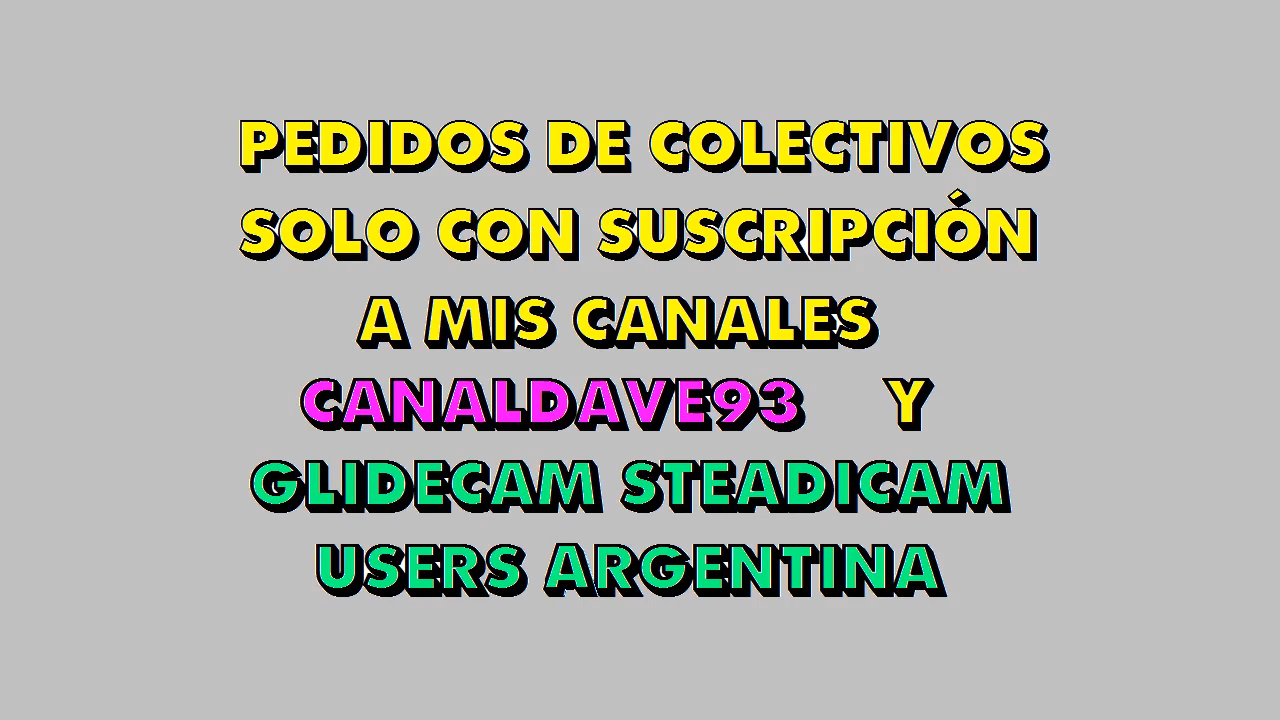 PEDIDOS DE COLECTIVOS
SOLO CON SUSCRIPCIÓN
A MIS CANALES
CANALDAVE93 Y
GLIDECAM STEADICAM
USERS ARGENTINA